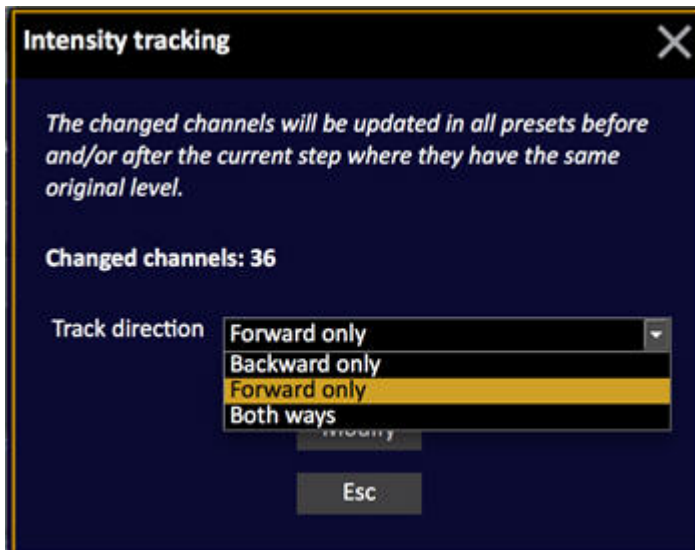 Intensity tracking
The changed channels will be updated in all presets before
and/or after the current step where they have the same
original level.
Changed channels: 36
Track direction Forward only
Backward only
Forward only
Both ways
Modify
Esc